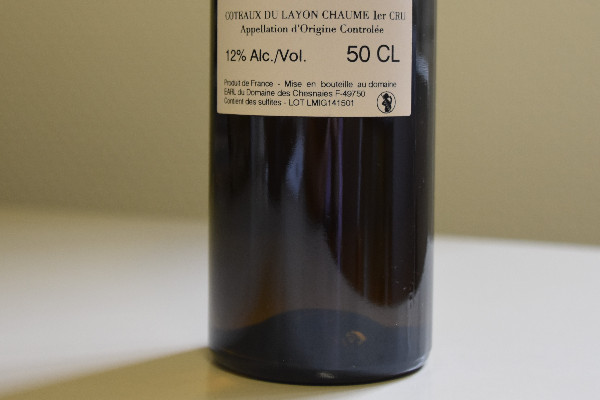 COTEAUX DU LAYON CHAUME 1er CRU
Appellation d'Origine Controlée
12% Alc./Vol. 50 CL
Produit de France - Mise en bouteille au domaine
EARL du Domaine des Chesnaies F-49750
Contient des sulfites - LOT LMIG141501